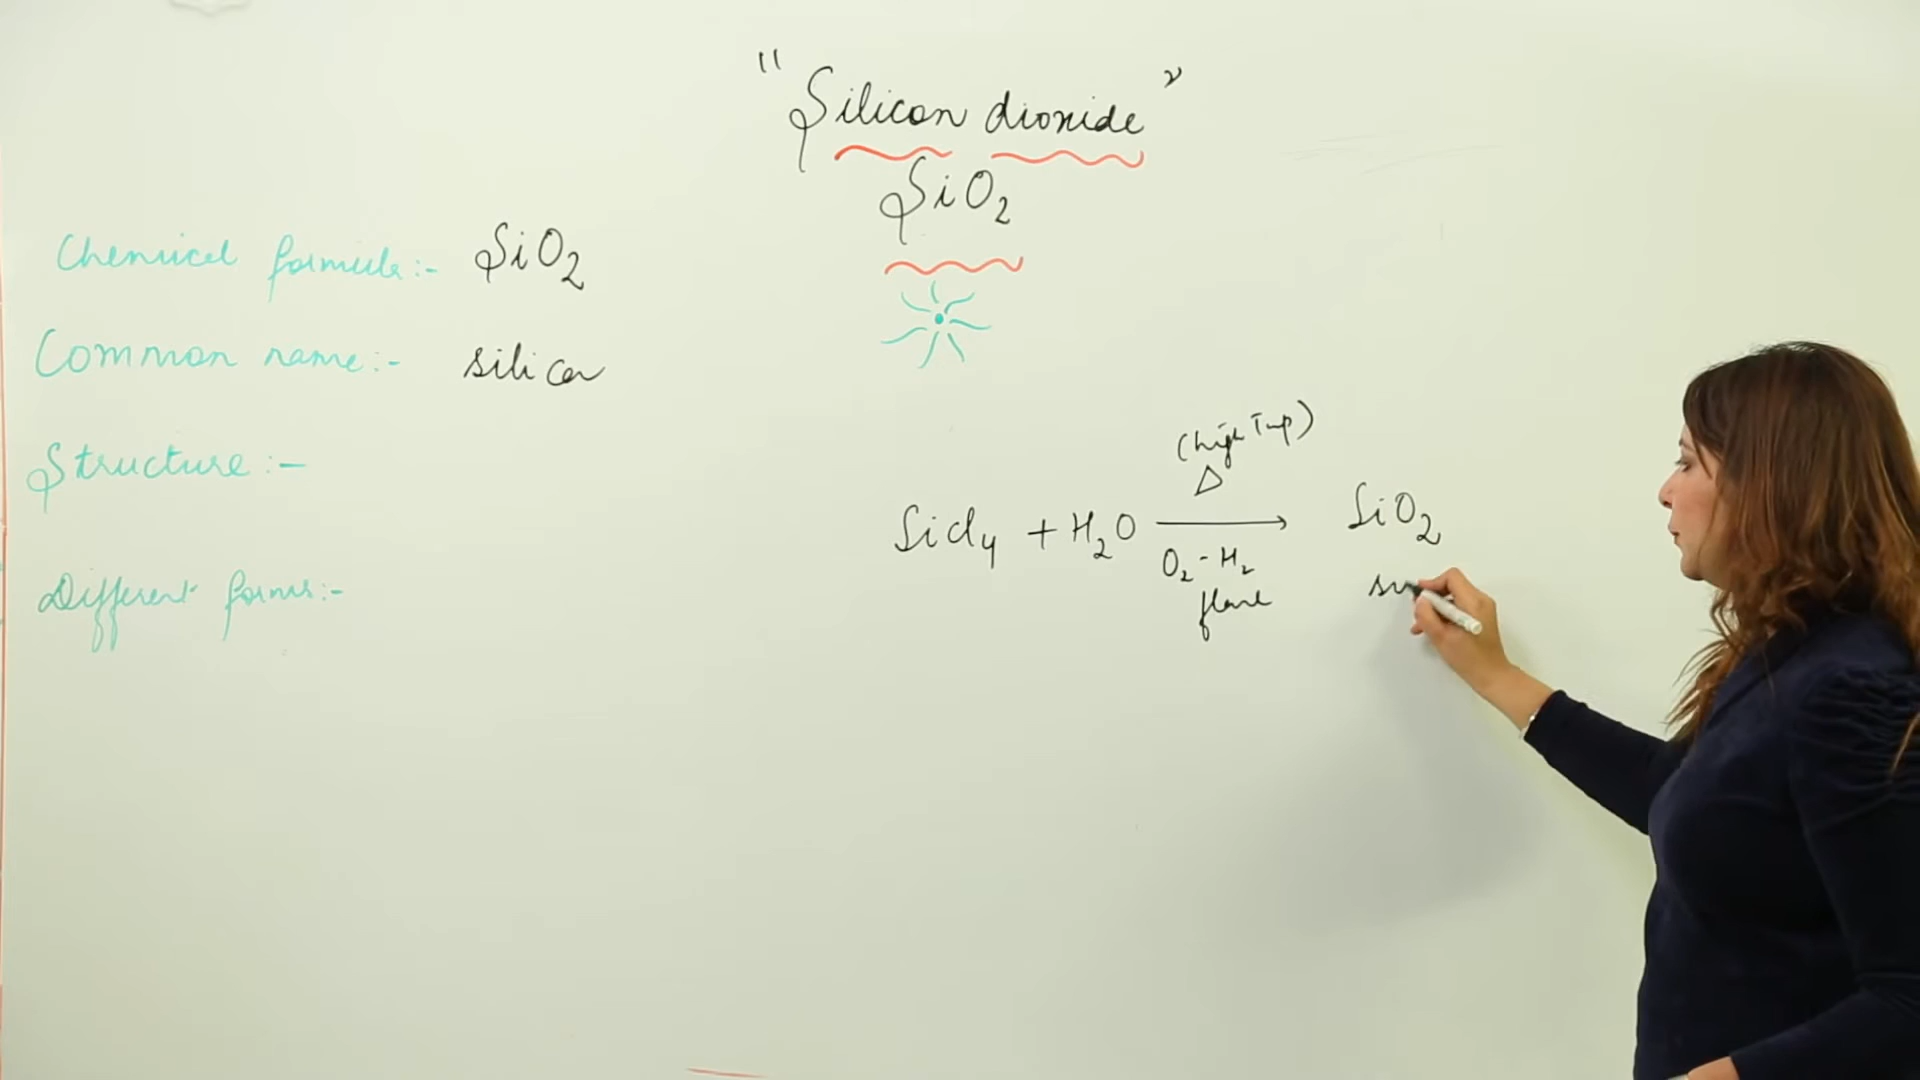 "Silicon dioxide"
SiO2
Chemical formula:- SiO2
Common name:- silica
Structure:-
Different forms:-
(high Temp)
Δ
SiCl4 + H2O → SiO2
O2 - H2
flame